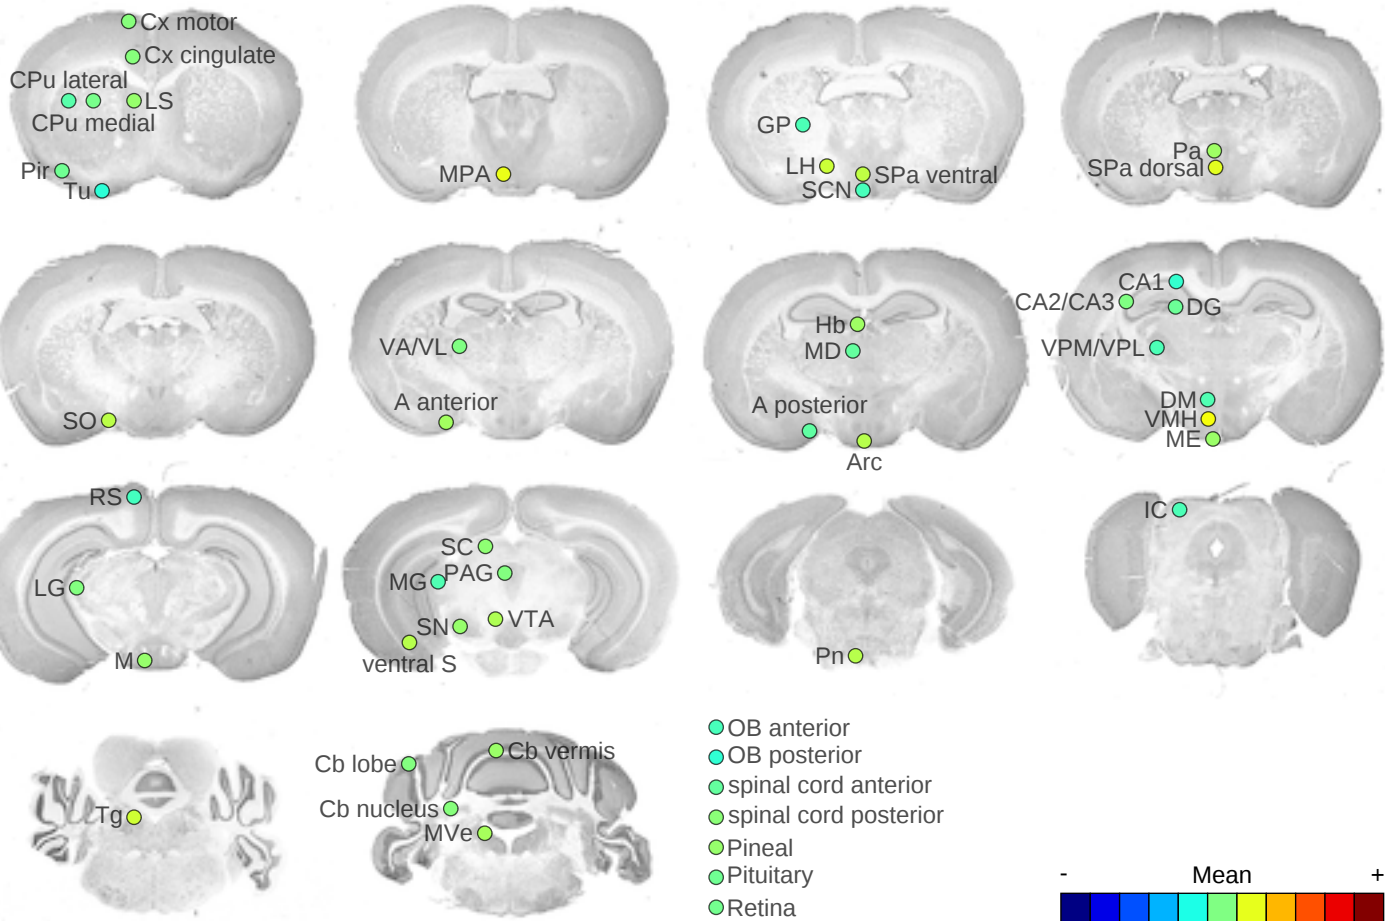 Cx motor
Cx cingulate
CPu lateral
LS
CPu medial
Pir
Tu
MPA
GP
LH
SPa ventral
SCN
Pa
SPa dorsal
SO
VA/VL
A anterior
Hb
MD
A posterior
Arc
CA1
CA2/CA3
DG
VPM/VPL
DM
VMH
ME
RS
LG
M
SC
PAG
MG
VTA
SN
ventral S
Pn
IC
Tg
Cb vermis
Cb lobe
Cb nucleus
MVe
OB anterior
OB posterior
spinal cord anterior
spinal cord posterior
Pineal
Pituitary
Retina
- Mean +